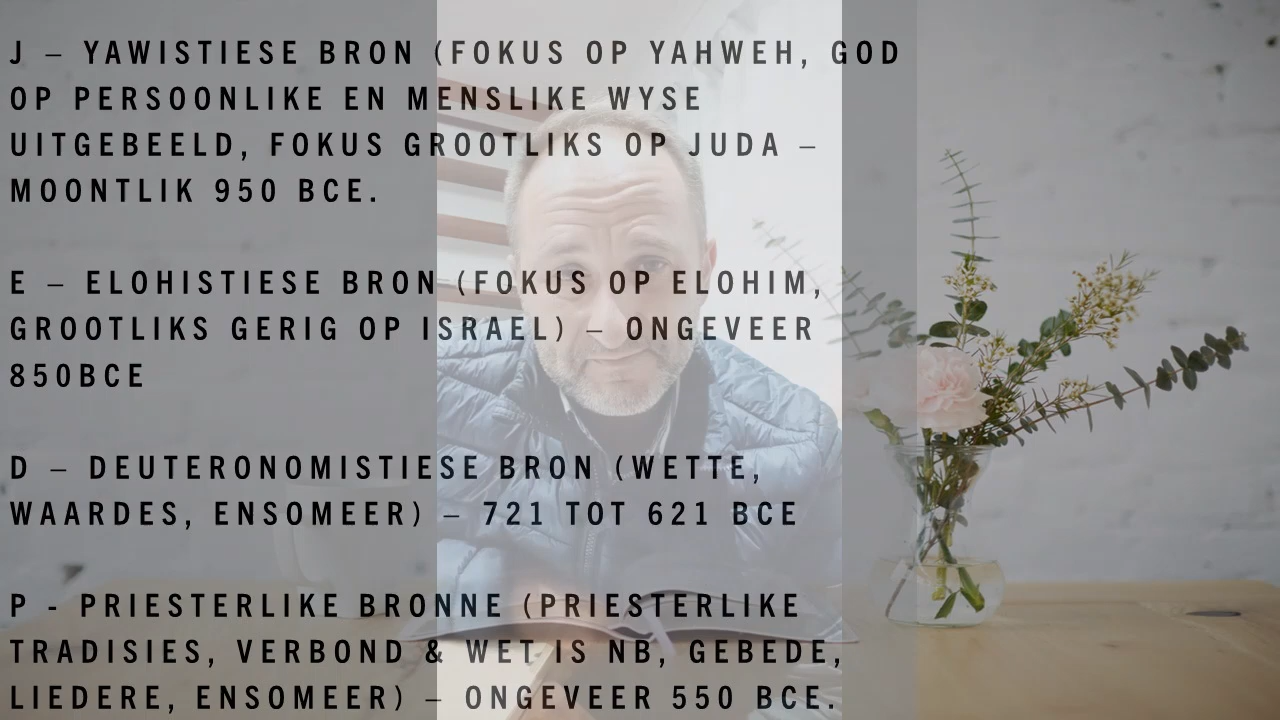 J – YAWISTIESE BRON (FOKUS OP YAHWEH, GOD
OP PERSOONLIKE EN MENSLIKE WYSE
UITGEBEELD, FOKUS GROOTLIKS OP JUDA –
MOONTLIK 950 BCE.
E – ELOHISTIESE BRON (FOKUS OP ELOHIM,
GROOTLIKS GERIG OP ISRAEL) – ONGEVEER
850BCE
D – DEUTERONOMISTIESE BRON (WETTE,
WAARDES, ENSOMEER) – 721 TOT 621 BCE
P - PRIESTERLIKE BRONNE (PRIESTERLIKE
TRADISIES, VERBOND & WET IS NB, GEBEDE,
LIEDERE, ENSOMEER) – ONGEVEER 550 BCE.